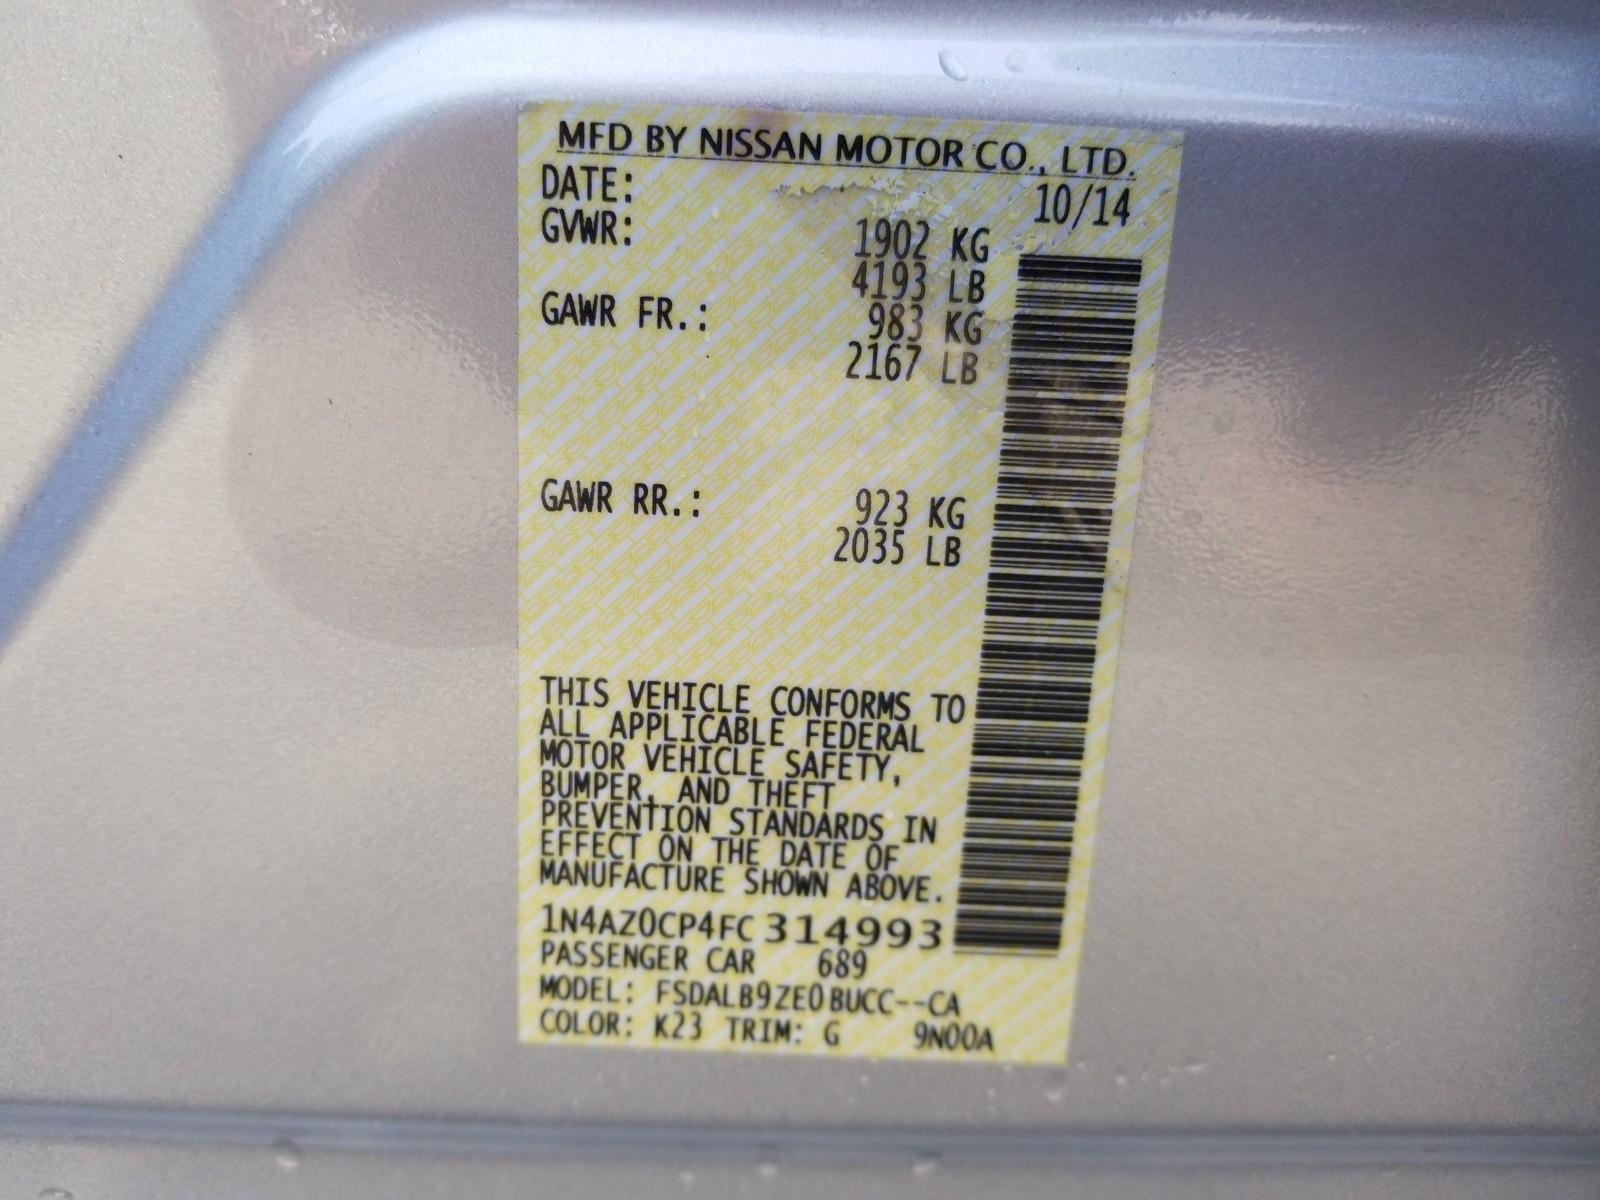 MFD BY NISSAN MOTOR CO., LTD.
DATE: 10/14
GVWR: 1902 KG
4193 LB
GAWR FR.: 983 KG
2167 LB
GAWR RR.: 923 KG
2035 LB
THIS VEHICLE CONFORMS TO
ALL APPLICABLE FEDERAL
MOTOR VEHICLE SAFETY,
BUMPER, AND THEFT
PREVENTION STANDARDS IN
EFFECT ON THE DATE OF
MANUFACTURE SHOWN ABOVE.
1N4AZ0CP4FC314993
PASSENGER CAR 689
MODEL: FSDALB9ZE0BUCC--CA
COLOR: K23 TRIM: G 9N00A